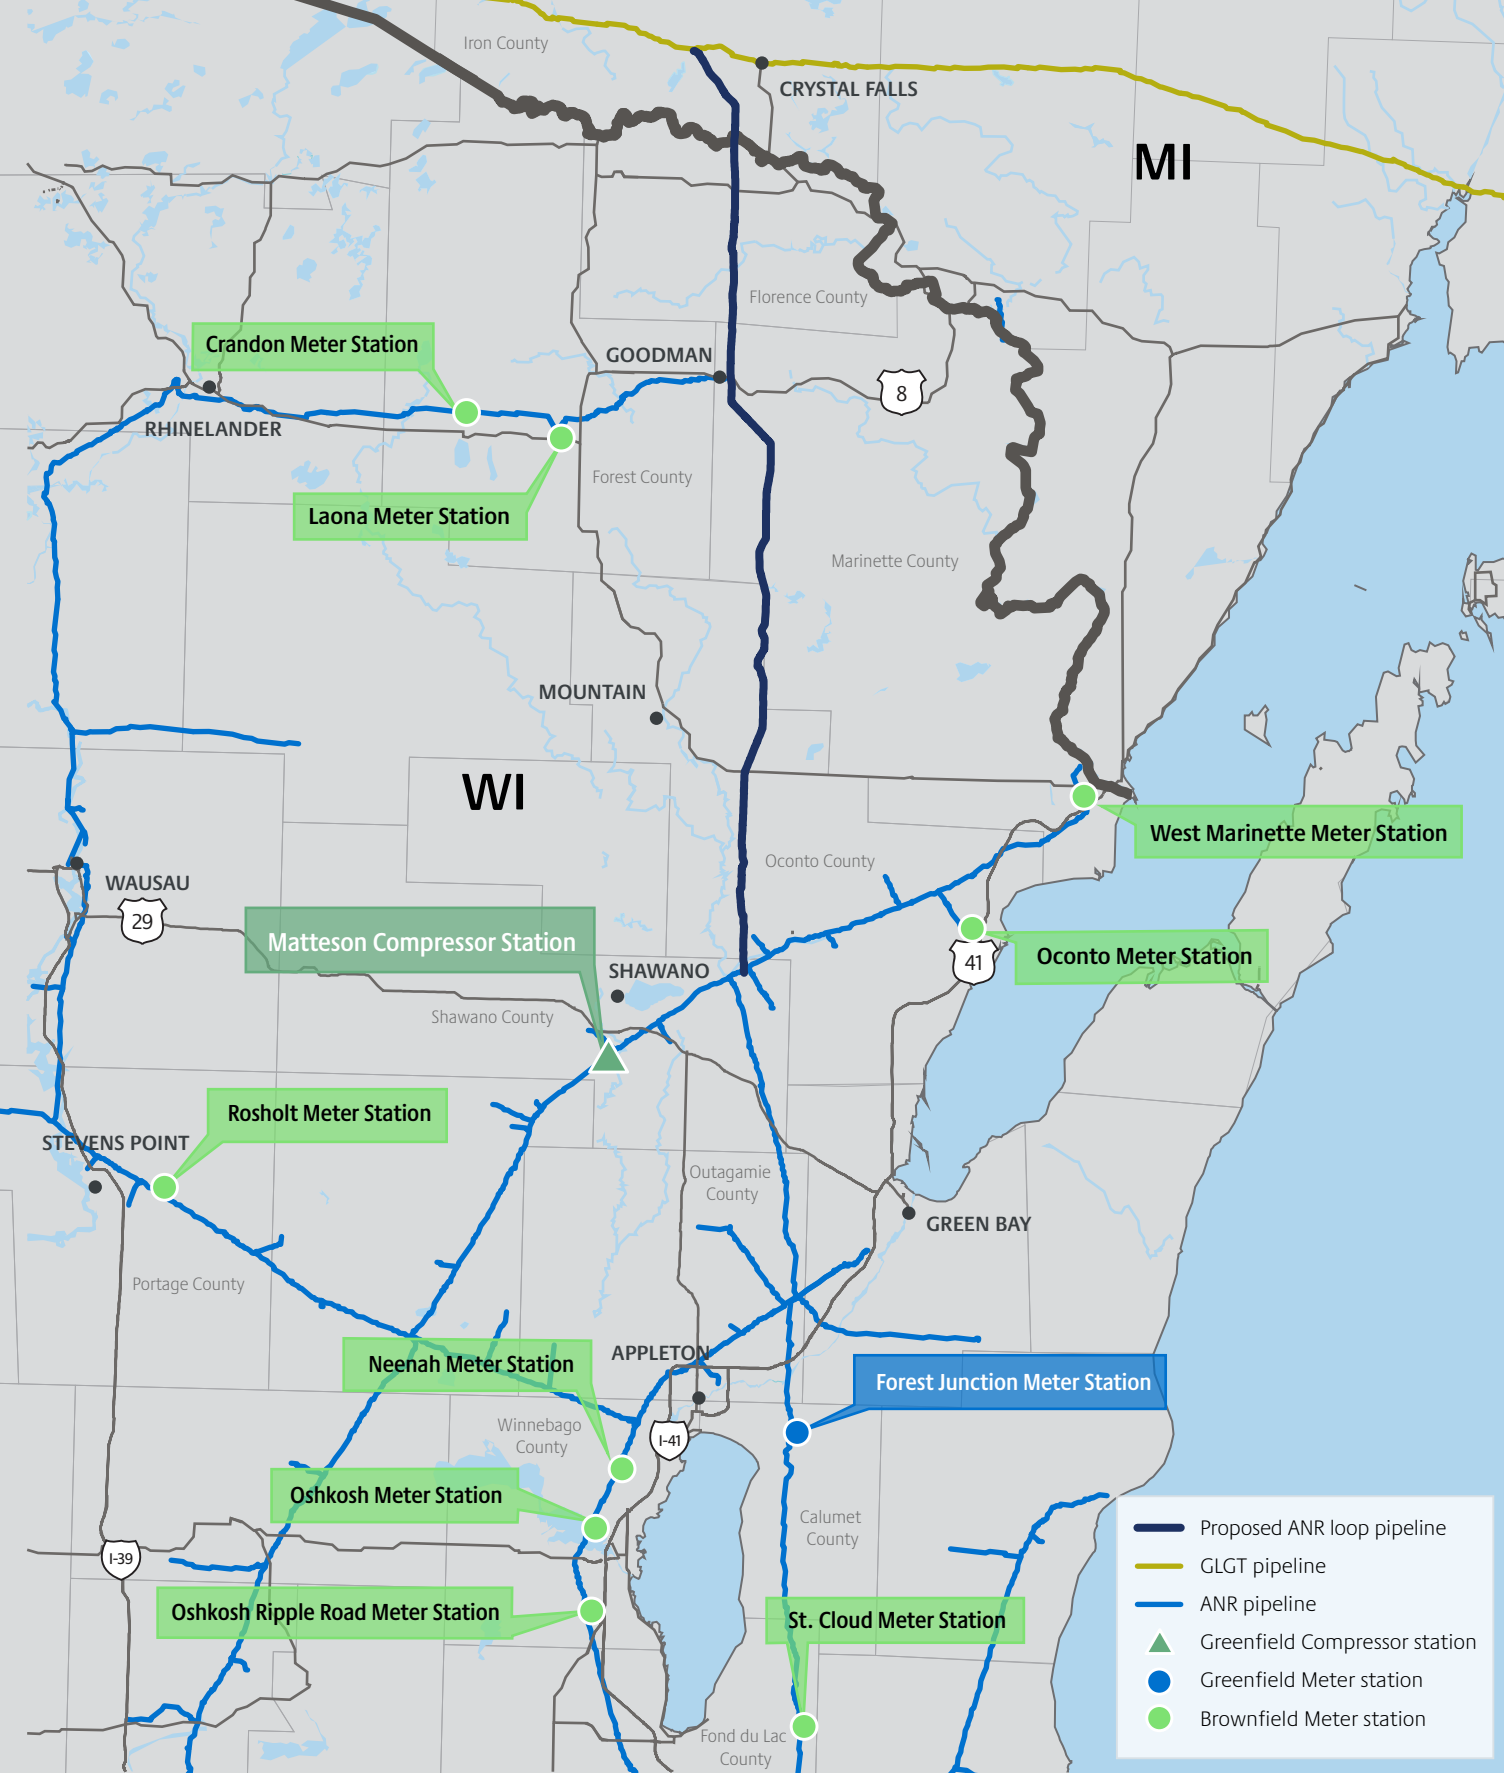 Iron County
CRYSTAL FALLS
MI
Florence County
Crandon Meter Station
GOODMAN
8
RHINELANDER
Forest County
Laona Meter Station
Marinette County
MOUNTAIN
WI
West Marinette Meter Station
Oconto County
WAUSAU
29
Matteson Compressor Station
Oconto Meter Station
41
SHAWANO
Shawano County
Rosholt Meter Station
STEVENS POINT
Outagamie
County
GREEN BAY
Portage County
APPLETON
Neenah Meter Station
Forest Junction Meter Station
Winnebago
County
I-41
Oshkosh Meter Station
Calumet
County
I-39
Oshkosh Ripple Road Meter Station
St. Cloud Meter Station
Fond du Lac
County
Proposed ANR loop pipeline
GLGT pipeline
ANR pipeline
Greenfield Compressor station
Greenfield Meter station
Brownfield Meter station